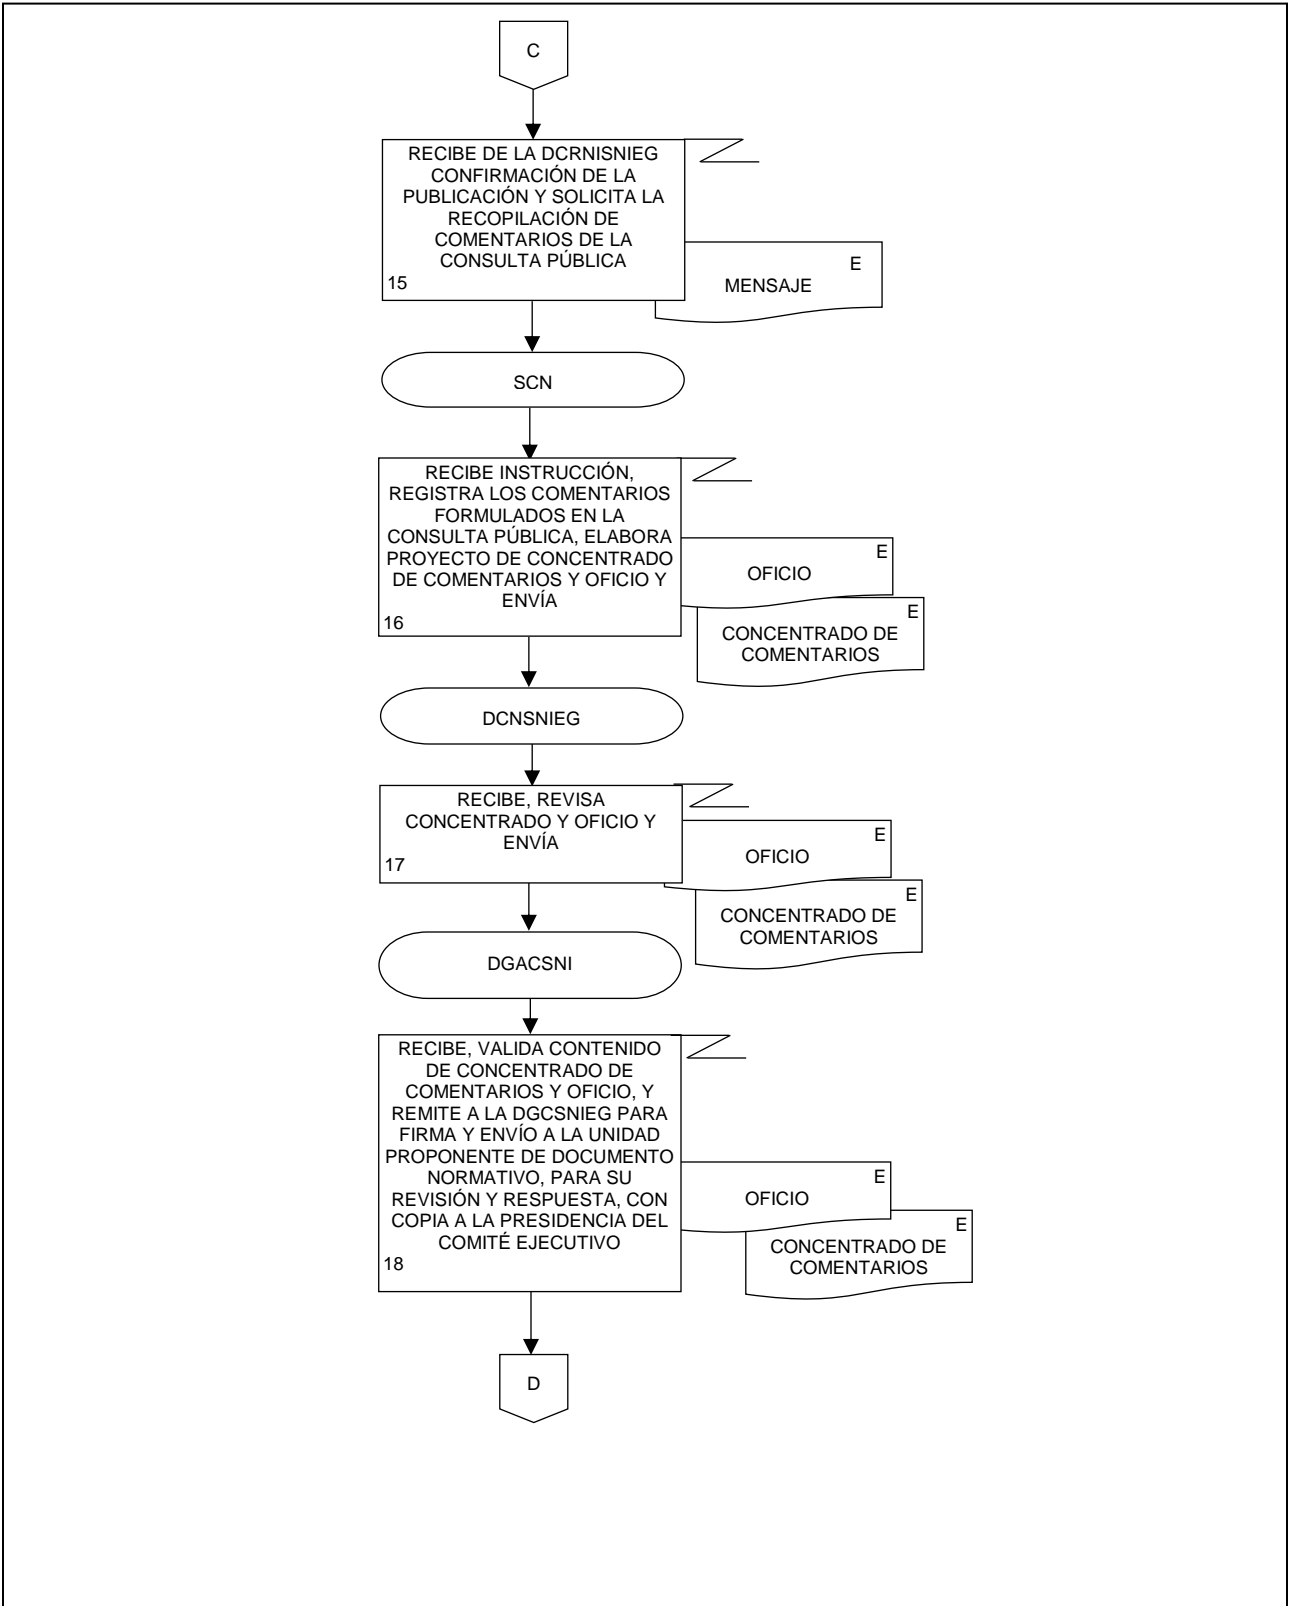 C
RECIBE DE LA DCRNISNIEG
CONFIRMACIÓN DE LA
PUBLICACIÓN Y SOLICITA LA
RECOPILACIÓN DE
COMENTARIOS DE LA
CONSULTA PÚBLICA
15
E
MENSAJE
SCN
RECIBE INSTRUCCIÓN,
REGISTRA LOS COMENTARIOS
FORMULADOS EN LA
CONSULTA PÚBLICA, ELABORA
PROYECTO DE CONCENTRADO
DE COMENTARIOS Y OFICIO Y
ENVÍA
16
E
OFICIO
E
CONCENTRADO DE
COMENTARIOS
DCNSNIEG
RECIBE, REVISA
CONCENTRADO Y OFICIO Y
ENVÍA
17
E
OFICIO
E
CONCENTRADO DE
COMENTARIOS
DGACSNI
RECIBE, VALIDA CONTENIDO
DE CONCENTRADO DE
COMENTARIOS Y OFICIO, Y
REMITE A LA DGCSNIEG PARA
FIRMA Y ENVÍO A LA UNIDAD
PROPONENTE DE DOCUMENTO
NORMATIVO, PARA SU
REVISIÓN Y RESPUESTA, CON
COPIA A LA PRESIDENCIA DEL
COMITÉ EJECUTIVO
18
E
OFICIO
E
CONCENTRADO DE
COMENTARIOS
D